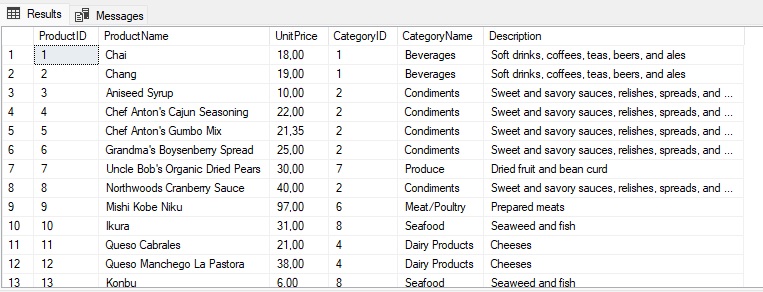 Results Messages
ProductID ProductName UnitPrice CategoryID CategoryName Description
1 1 Chai 18,00 1 Beverages Soft drinks, coffees, teas, beers, and ales
2 2 Chang 19,00 1 Beverages Soft drinks, coffees, teas, beers, and ales
3 3 Aniseed Syrup 10,00 2 Condiments Sweet and savory sauces, relishes, spreads, and ...
4 4 Chef Anton's Cajun Seasoning 22,00 2 Condiments Sweet and savory sauces, relishes, spreads, and ...
5 5 Chef Anton's Gumbo Mix 21,35 2 Condiments Sweet and savory sauces, relishes, spreads, and ...
6 6 Grandma's Boysenberry Spread 25,00 2 Condiments Sweet and savory sauces, relishes, spreads, and ...
7 7 Uncle Bob's Organic Dried Pears 30,00 7 Produce Dried fruit and bean curd
8 8 Northwoods Cranberry Sauce 40,00 2 Condiments Sweet and savory sauces, relishes, spreads, and ...
9 9 Mishi Kobe Niku 97,00 6 Meat/Poultry Prepared meats
10 10 Ikura 31,00 8 Seafood Seaweed and fish
11 11 Queso Cabrales 21,00 4 Dairy Products Cheeses
12 12 Queso Manchego La Pastora 38,00 4 Dairy Products Cheeses
13 13 Konbu 6,00 8 Seafood Seaweed and fish